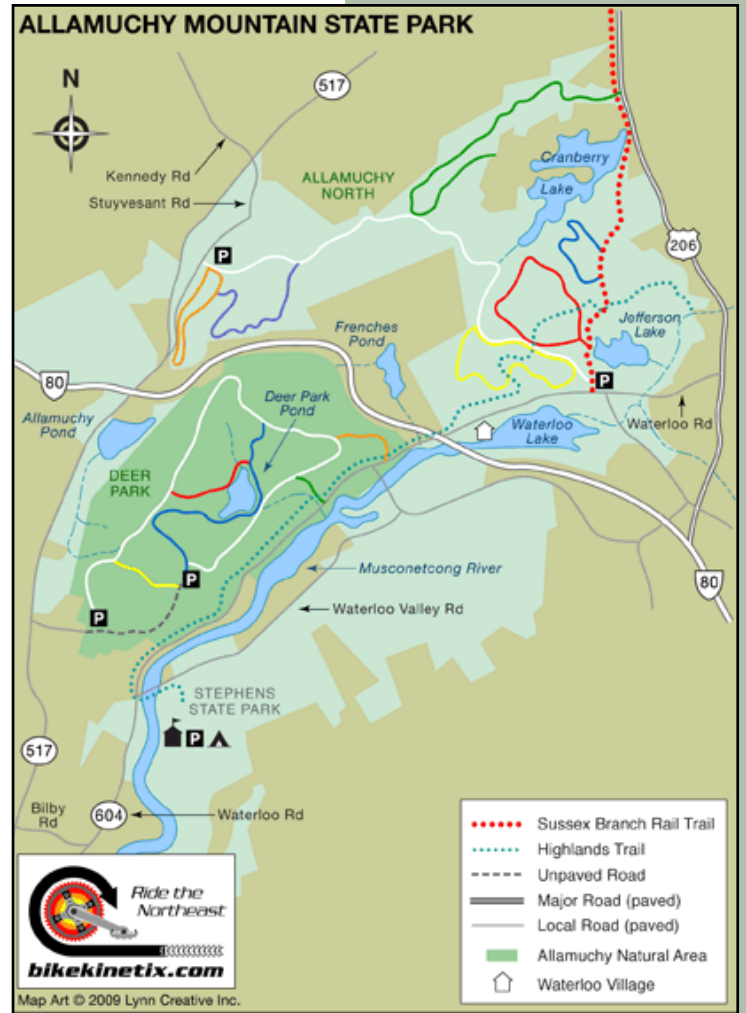 ALLAMUCHY MOUNTAIN STATE PARK
N
517
Kennedy Rd
Stuyvesant Rd
ALLAMUCHY
NORTH
Cranberry
Lake
206
P
Frenches
Pond
Jefferson
Lake
80
P
Allamuchy
Pond
Deer Park
Pond
Waterloo
Lake
Waterloo Rd
DEER
PARK
P
P
Musconetcong River
80
Waterloo Valley Rd
STEPHENS
STATE PARK
P
517
Bilby
Rd
604
Waterloo Rd
Sussex Branch Rail Trail
Highlands Trail
Unpaved Road
Major Road (paved)
Local Road (paved)
Allamuchy Natural Area
Waterloo Village
Ride the
Northeast
bikekinetix.com
Map Art © 2009 Lynn Creative Inc.